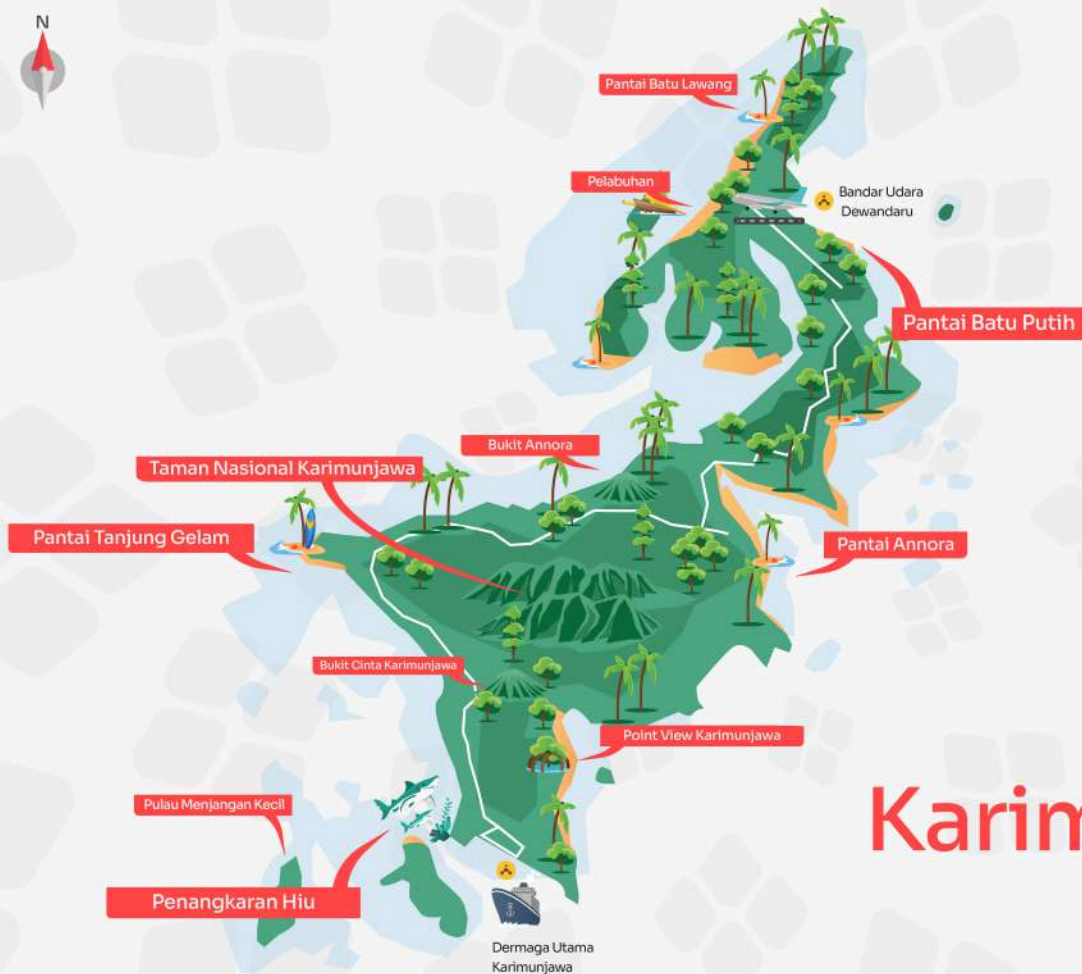 N
Pantai Batu Lawang
Pelabuhan
Bandar Udara
Dewandaru
Pantai Batu Putih
Bukit Annora
Taman Nasional Karimunjawa
Pantai Tanjung Gelam
Pantai Annora
Bukit Cinta Karimunjawa
Point View Karimunjawa
Pulau Menjangan Kecil
Karim
Penangkaran Hiu
Dermaga Utama
Karimunjawa